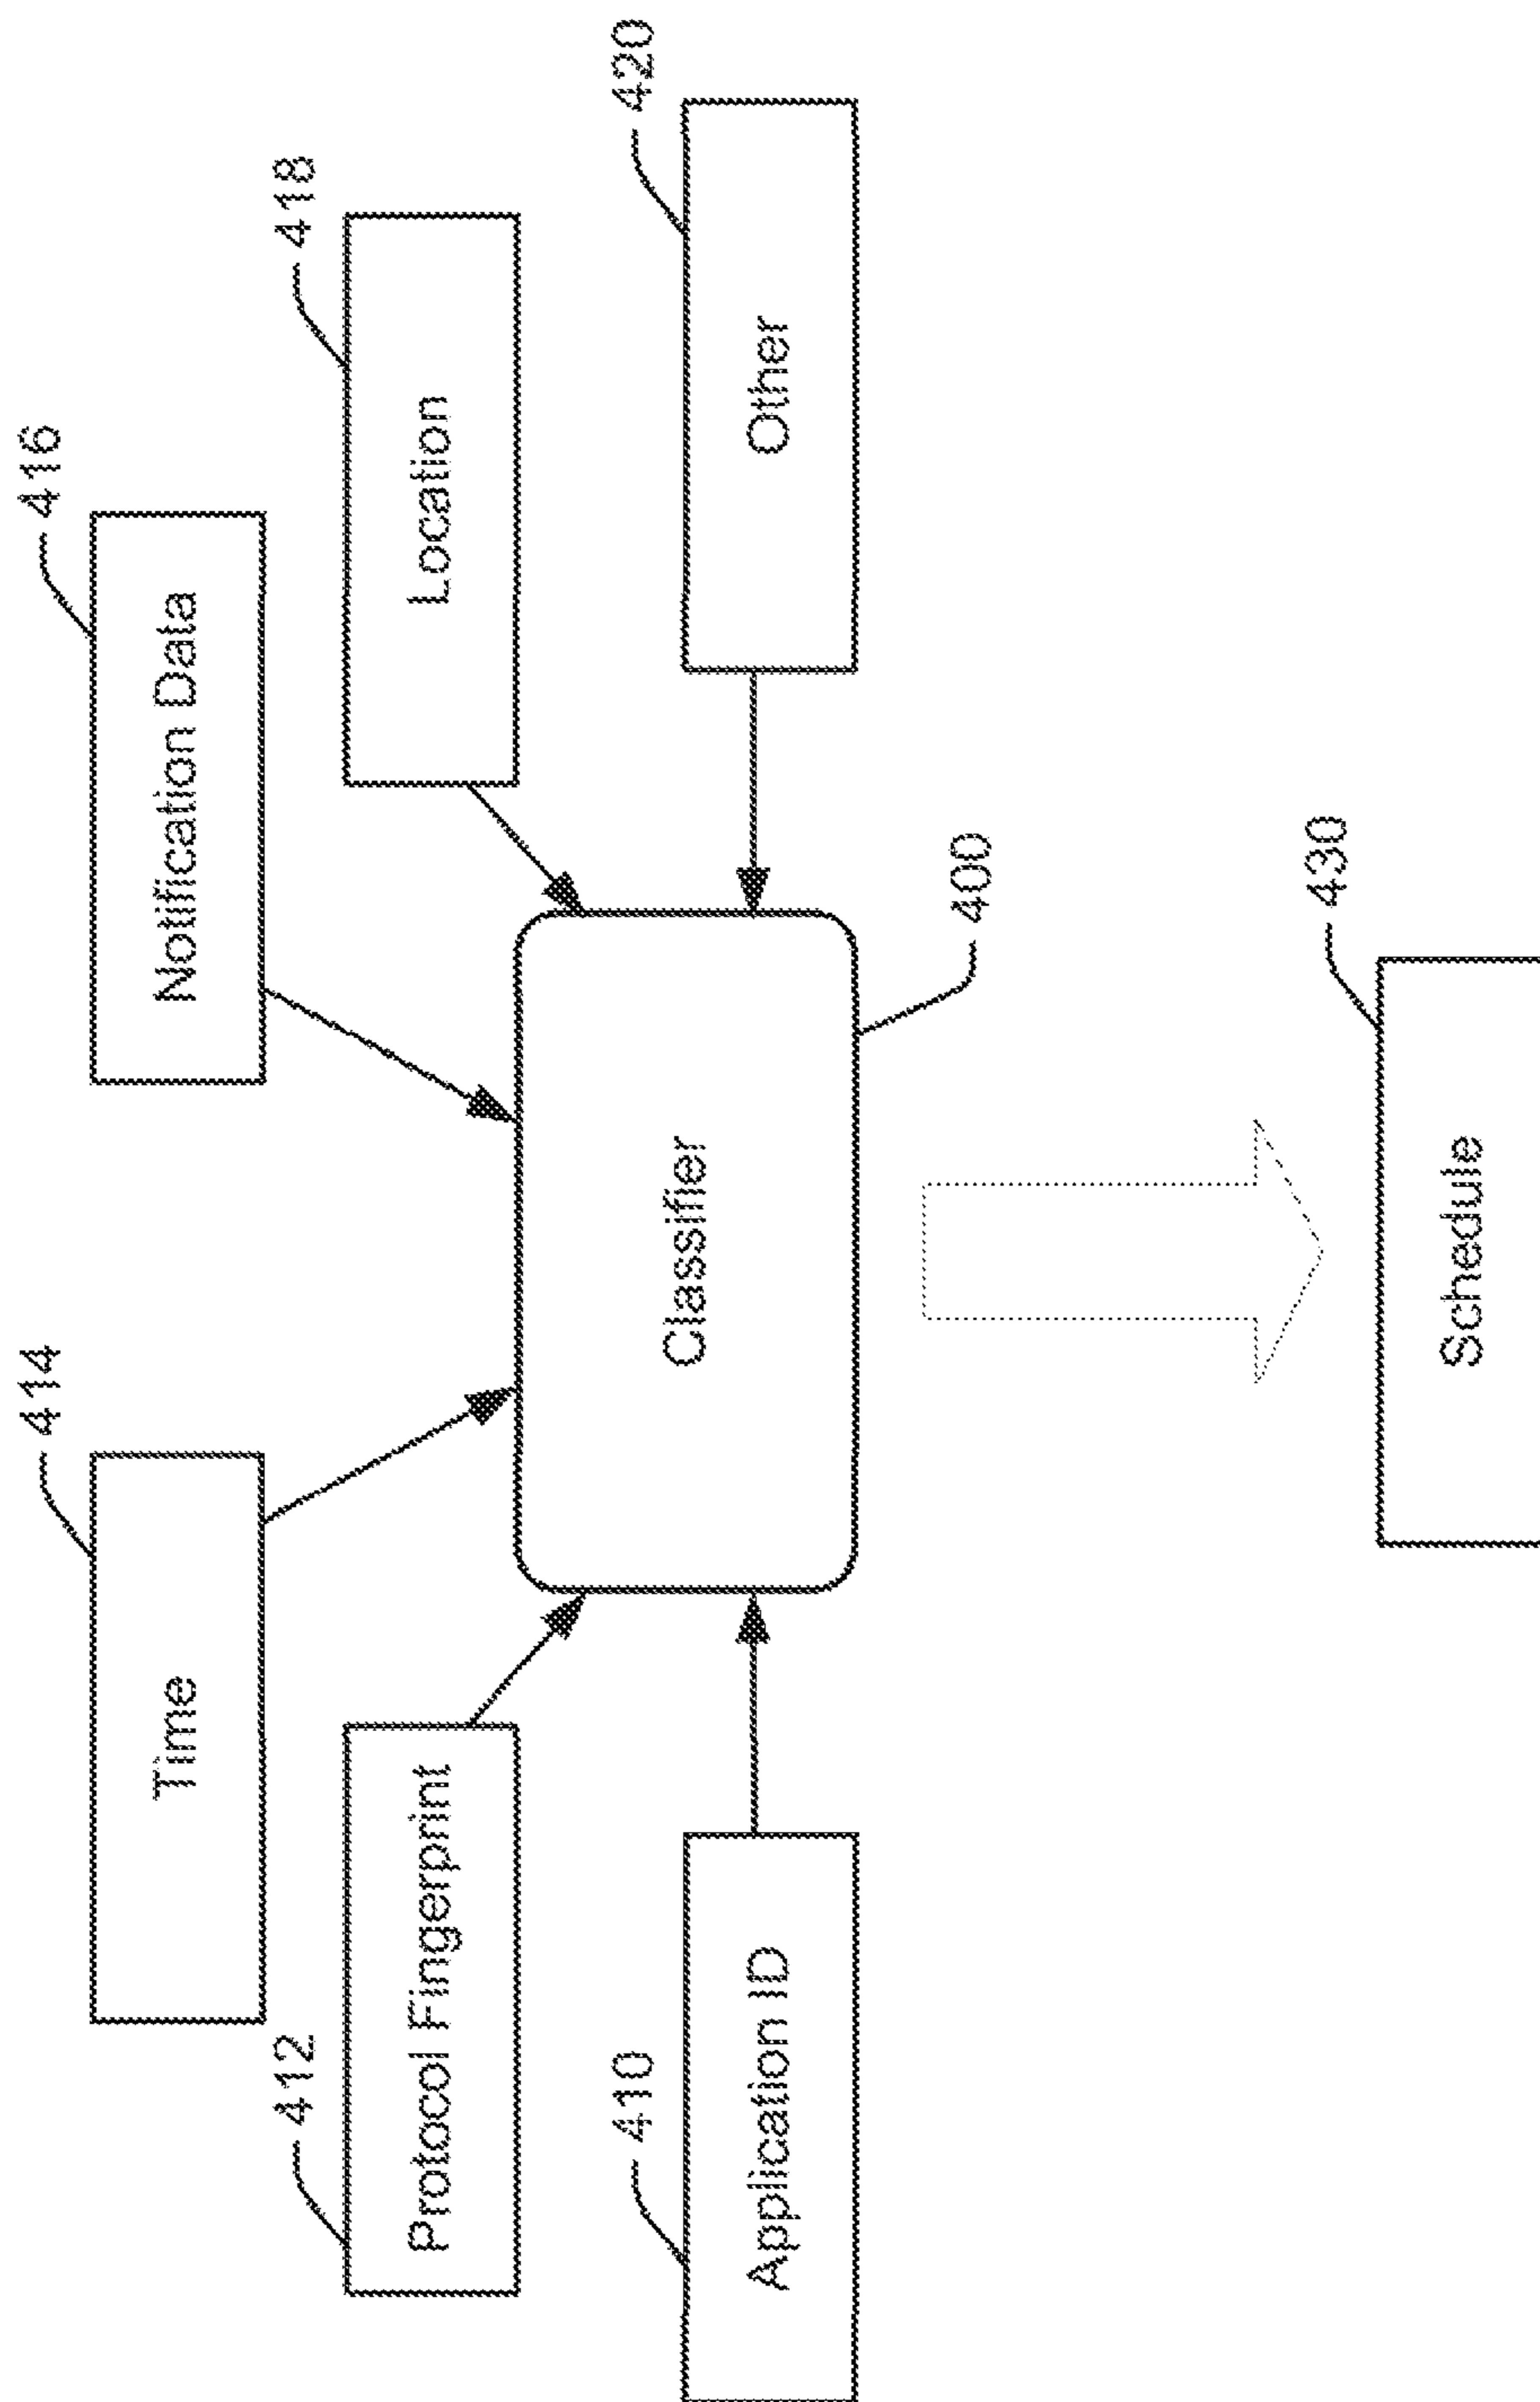 414
Time
416
Notification Data
412
Protocol Fingerprint
418
Location
410
Application ID
Classifier
420
Other
400
430
Schedule